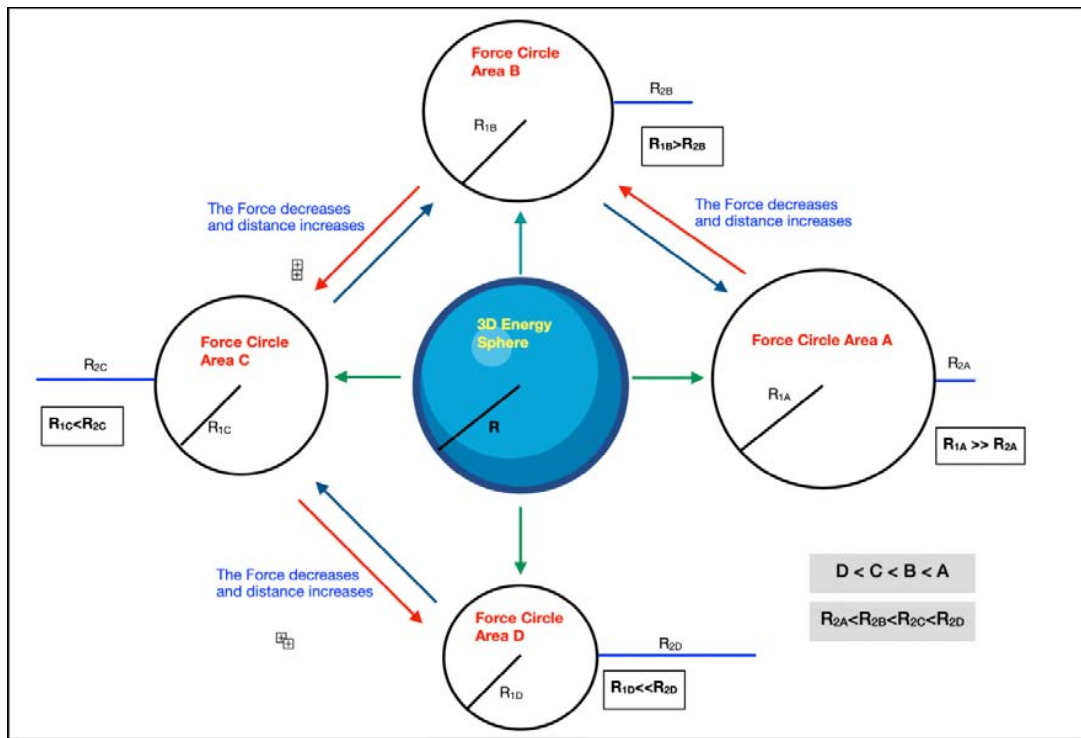 Force Circle
Area B
R2B
R1B
R1B>R2B
The Force decreases
and distance increases
The Force decreases
and distance increases
3D Energy
Sphere
R
Force Circle
Area C
R2C
R1C
R1C<R2C
Force Circle Area A
R2A
R1A
R1A >> R2A
The Force decreases
and distance increases
Force Circle
Area D
R2D
R1D
R1D<<R2D
D < C < B < A
R2A<R2B<R2C<R2D